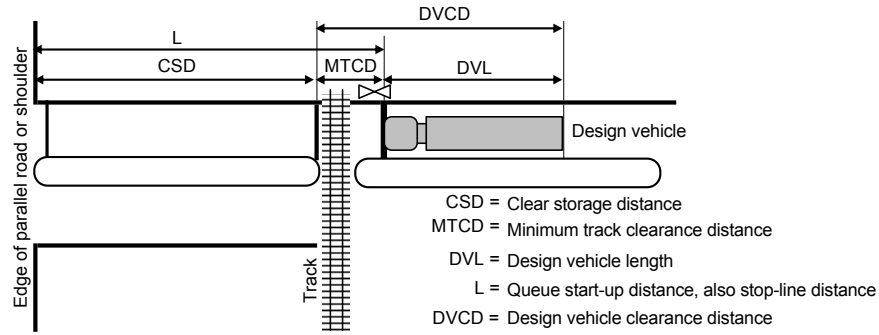 DVCD
L
CSD
MTCD
DVL
Design vehicle
Edge of parallel road or shoulder
Track
CSD = Clear storage distance
MTCD = Minimum track clearance distance
DVL = Design vehicle length
L = Queue start-up distance, also stop-line distance
DVCD = Design vehicle clearance distance